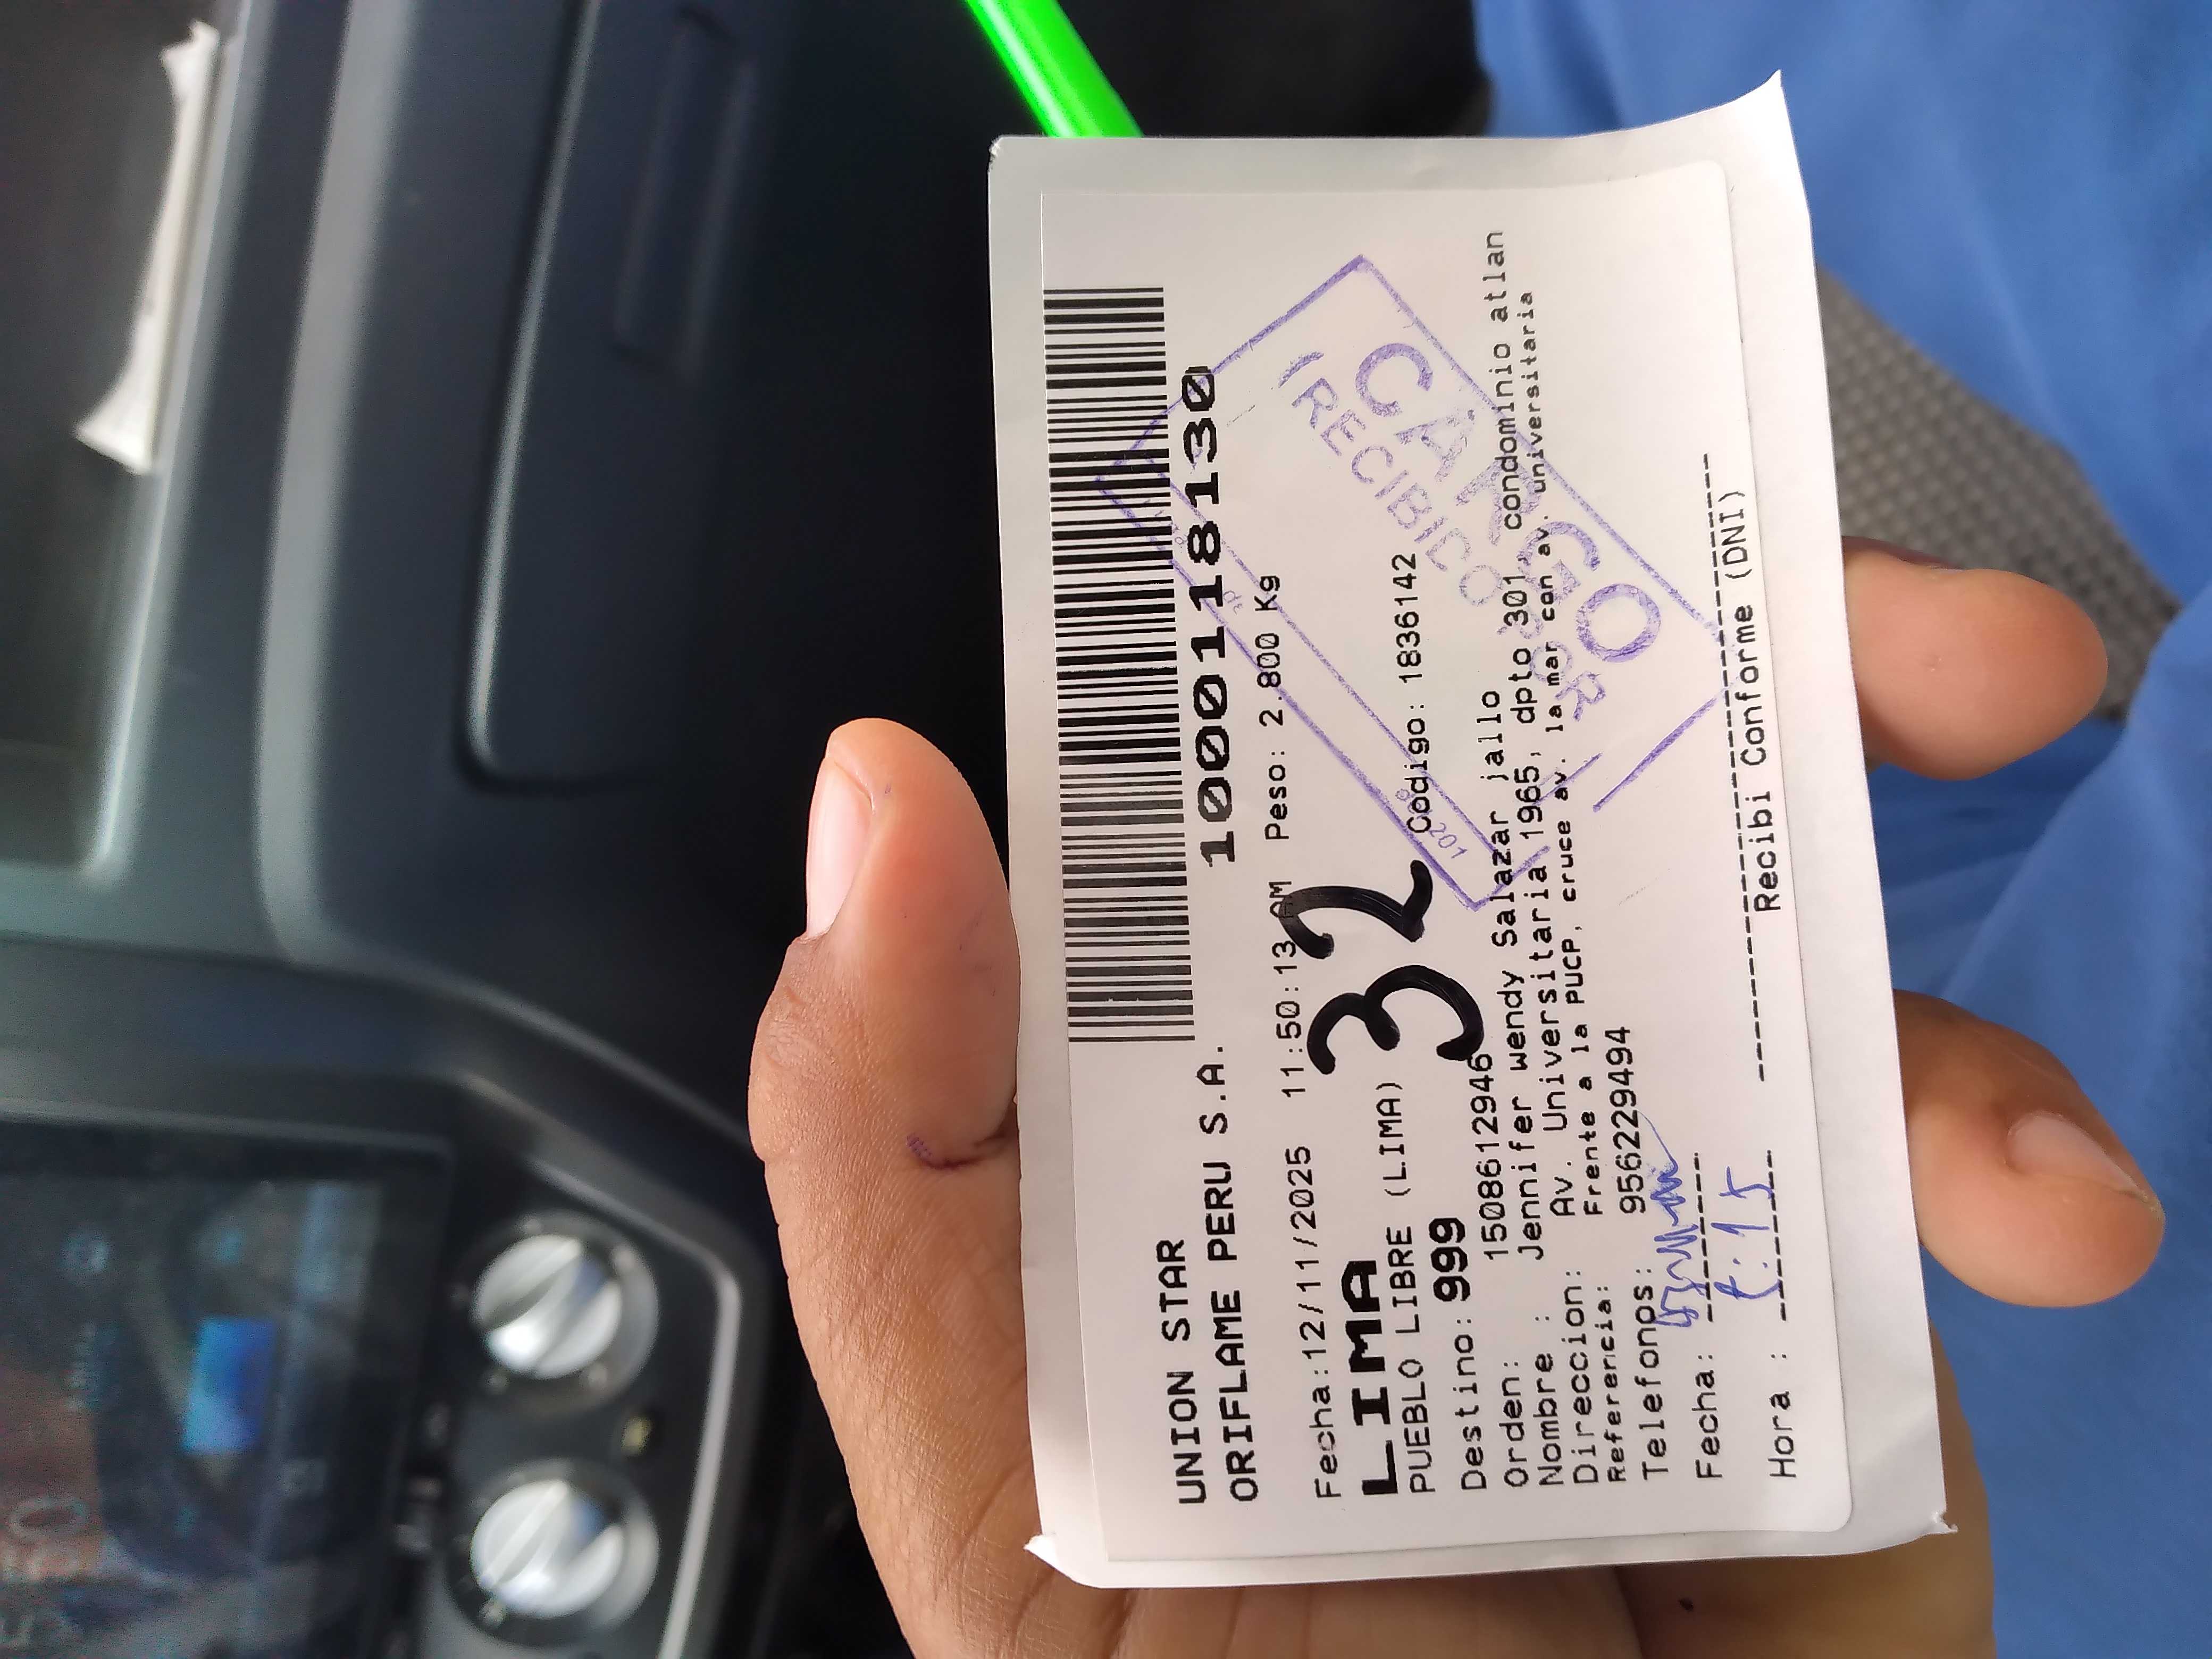 UNION STAR
ORIFLAME PERU S.A.
1000118130
Fecha:12/11/2025 11:50:13 AM Peso: 2.800 Kg
LIMA
32
PUEBLO LIBRE (LIMA) Codigo: 1836142
Destino: 999
Orden: 15086112946
Nombre : Jennifer wendy Salazar jallo
Direccion: Av. Universitaria 1965, dpto 301, condominio atlan
Referencia: Frente a la PUCP, cruce av. la mar con av. universitaria
Telefonos: 956229494
CARGO
(RECIBIDO POR
201
Fecha:
Hora :
Recibi Conforme (DNI)